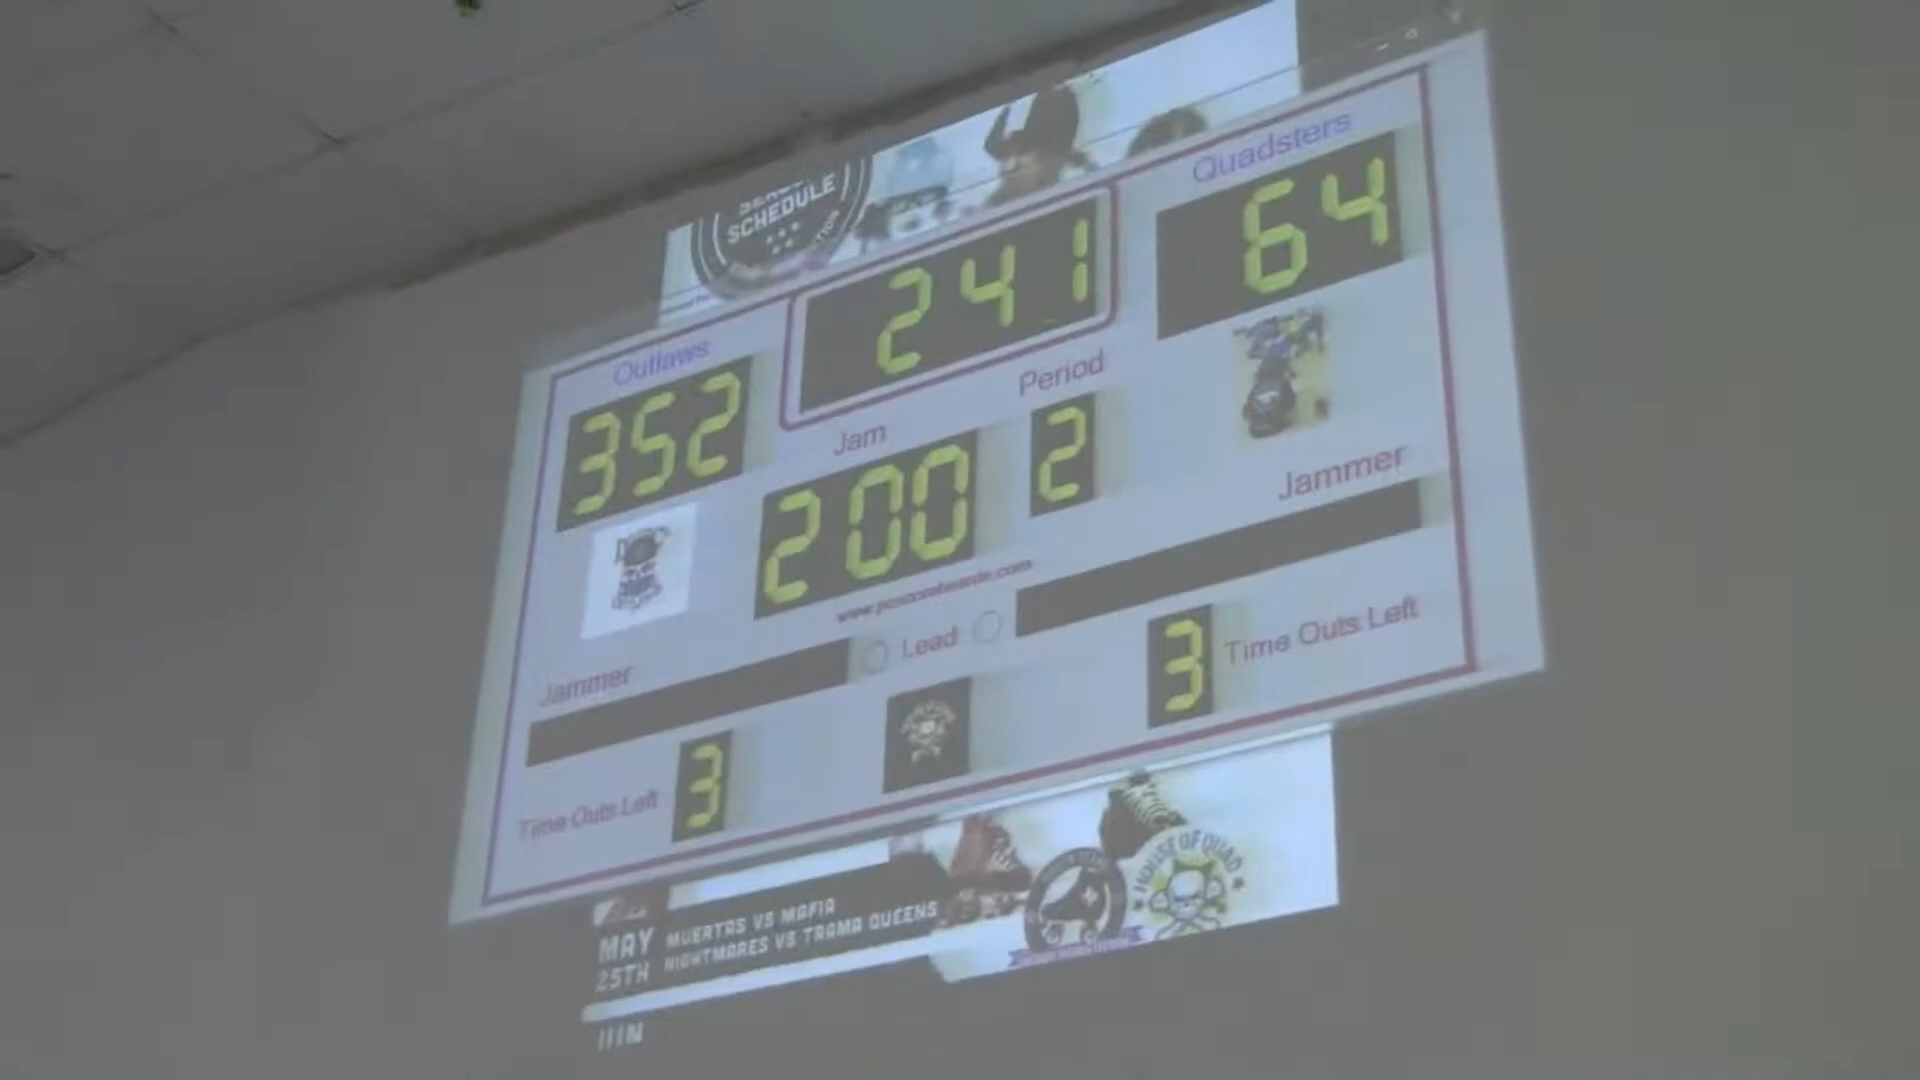 SCHEDULE
Quadsters
64
241
Outlaws
352
Period
2
Jam
200
Jammer
Lead
Jammer
3
Time Outs Left
Time Outs Left
3
HOUSE OF QUAD
MAY
25TH
MUERTAS VS MAFIA
NIGHTMARES VS TRAMA QUEENS